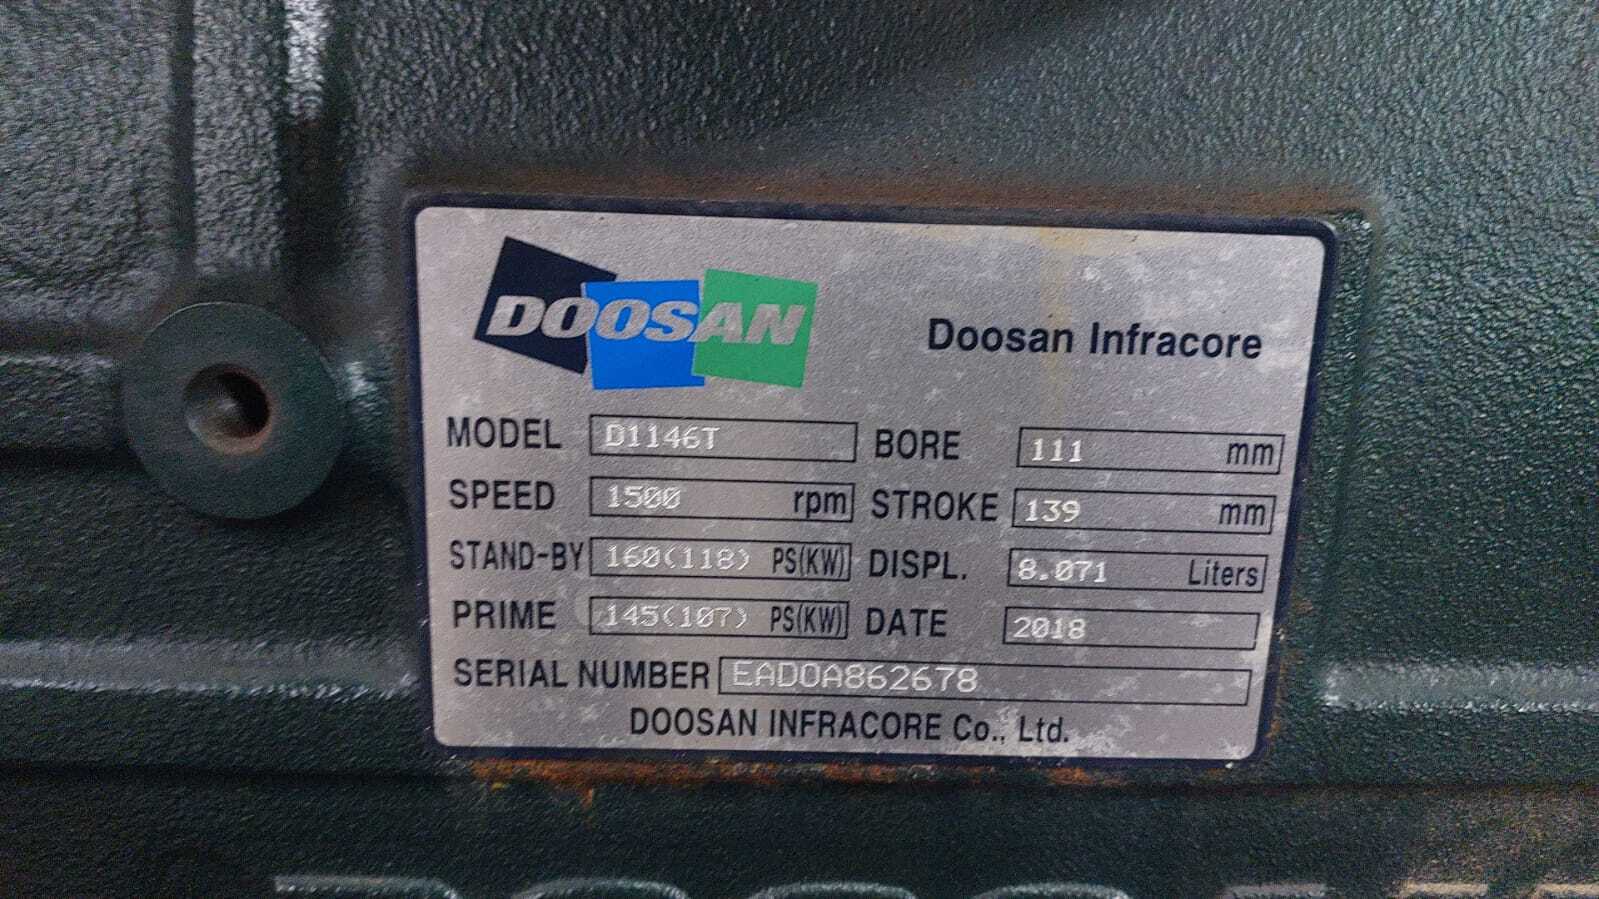 DOOSAN
Doosan Infracore
MODEL D1146T BORE 111 mm
SPEED 1500 rpm STROKE 139 mm
STAND-BY 160(118) PS(KW) DISPL. 8.071 Liters
PRIME 145(107) PS(KW) DATE 2018
SERIAL NUMBER EADOA862678
DOOSAN INFRACORE Co., Ltd.